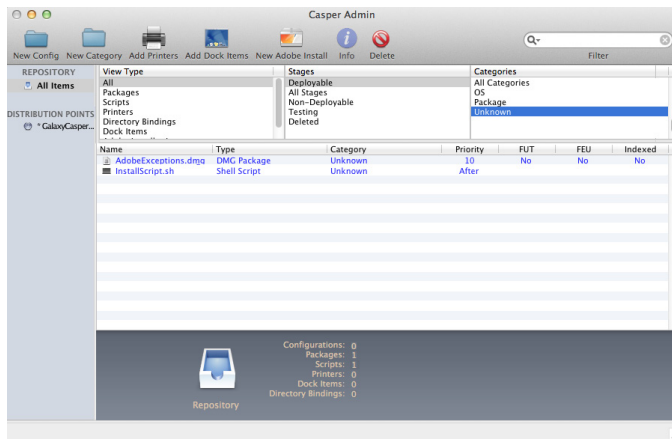 Casper Admin
New Config New Category Add Printers Add Dock Items New Adobe Install Info Delete Filter
REPOSITORY
All Items
DISTRIBUTION POINTS
* GalaxyCasper...
View Type
All
Packages
Scripts
Printers
Directory Bindings
Dock Items
Stages
Deployable
All Stages
Non-Deployable
Testing
Deleted
Categories
All Categories
OS
Package
Unknown
Name Type Category Priority FUT FEU Indexed
AdobeExceptions.dmg DMG Package Unknown 10 No No No
InstallScript.sh Shell Script Unknown After
Repository
Configurations: 0
Packages: 1
Scripts: 1
Printers: 0
Dock Items: 0
Directory Bindings: 0